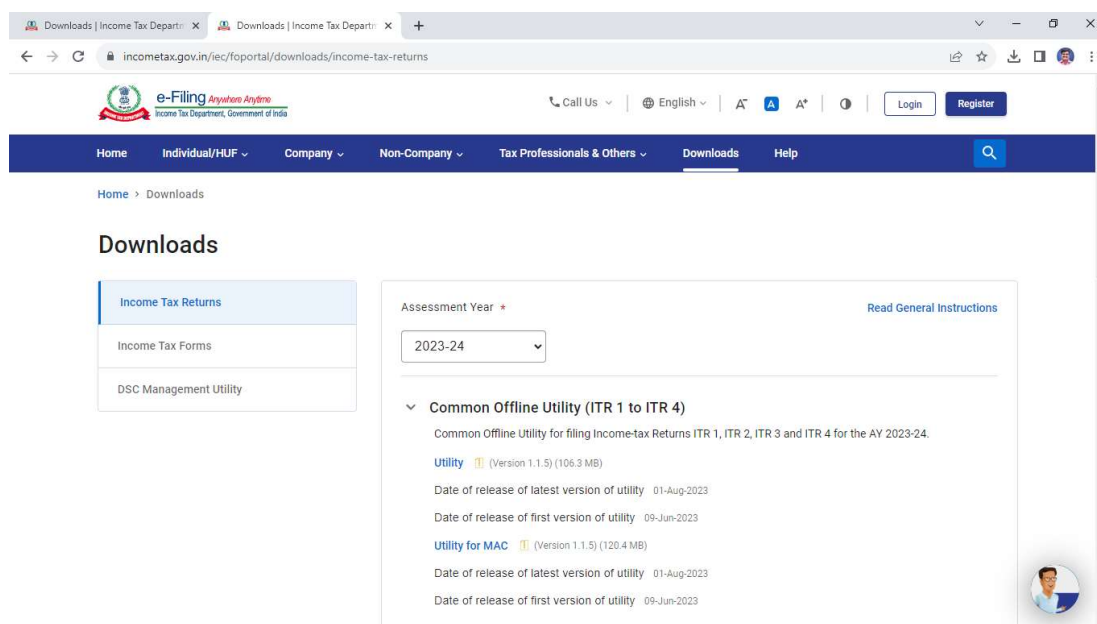 Downloads | Income Tax Departn
Downloads | Income Tax Departn
incometax.gov.in/iec/foportal/downloads/income-tax-returns
e-Filing Anywhere Anytime
Income Tax Department, Government of India
Call Us
English
A-
A
A+
Login
Register
Home
Individual/HUF
Company
Non-Company
Tax Professionals & Others
Downloads
Help
Home > Downloads
Downloads
Income Tax Returns
Income Tax Forms
DSC Management Utility
Assessment Year *
Read General Instructions
2023-24
Common Offline Utility (ITR 1 to ITR 4)
Common Offline Utility for filing Income-tax Returns ITR 1, ITR 2, ITR 3 and ITR 4 for the AY 2023-24.
Utility (Version 1.1.5) (106.3 MB)
Date of release of latest version of utility 01-Aug-2023
Date of release of first version of utility 09-Jun-2023
Utility for MAC (Version 1.1.5) (120.4 MB)
Date of release of latest version of utility 01-Aug-2023
Date of release of first version of utility 09-Jun-2023